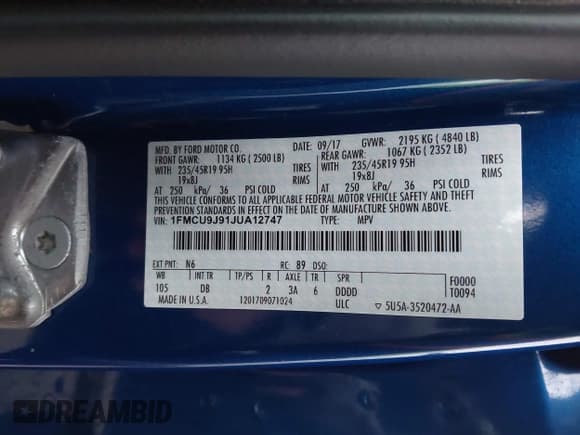 MFD. BY FORD MOTOR CO. 09/17 GVWR: 2195 KG ( 4840 LB)
FRONT GAWR: 1134 KG ( 2500 LB) REAR GAWR: 1067 KG ( 2352 LB)
WITH 235/45R19 95H TIRES WITH 235/45R19 95H TIRES
19x8J RIMS 19x8J RIMS
AT 250 kPa/ 36 PSI COLD AT 250 kPa/ 36 PSI COLD
THIS VEHICLE CONFORMS TO ALL APPLICABLE FEDERAL MOTOR VEHICLE SAFETY AND THEFT
PREVENTION STANDARDS IN EFFECT ON THE DATE OF MANUFACTURE SHOWN ABOVE.
VIN: 1FMCU9J91JUA12747 TYPE: MPV
EXT PNT: N6 RC: 89 DSO:
WB INT TR TP/PS R AXLE TR SPR F0000
105 DB 2 3A 6 DDDD T0094
MADE IN U.S.A. 1201709071024 ULC ▽ 5U5A-3520472-AA
DREAMBID